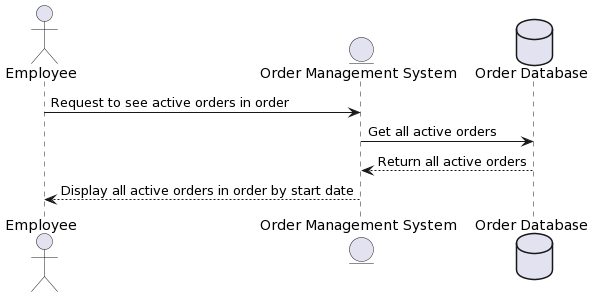 Employee
Order Management System
Order Database
Request to see active orders in order
Get all active orders
Return all active orders
Display all active orders in order by start date
Employee
Order Management System
Order Database